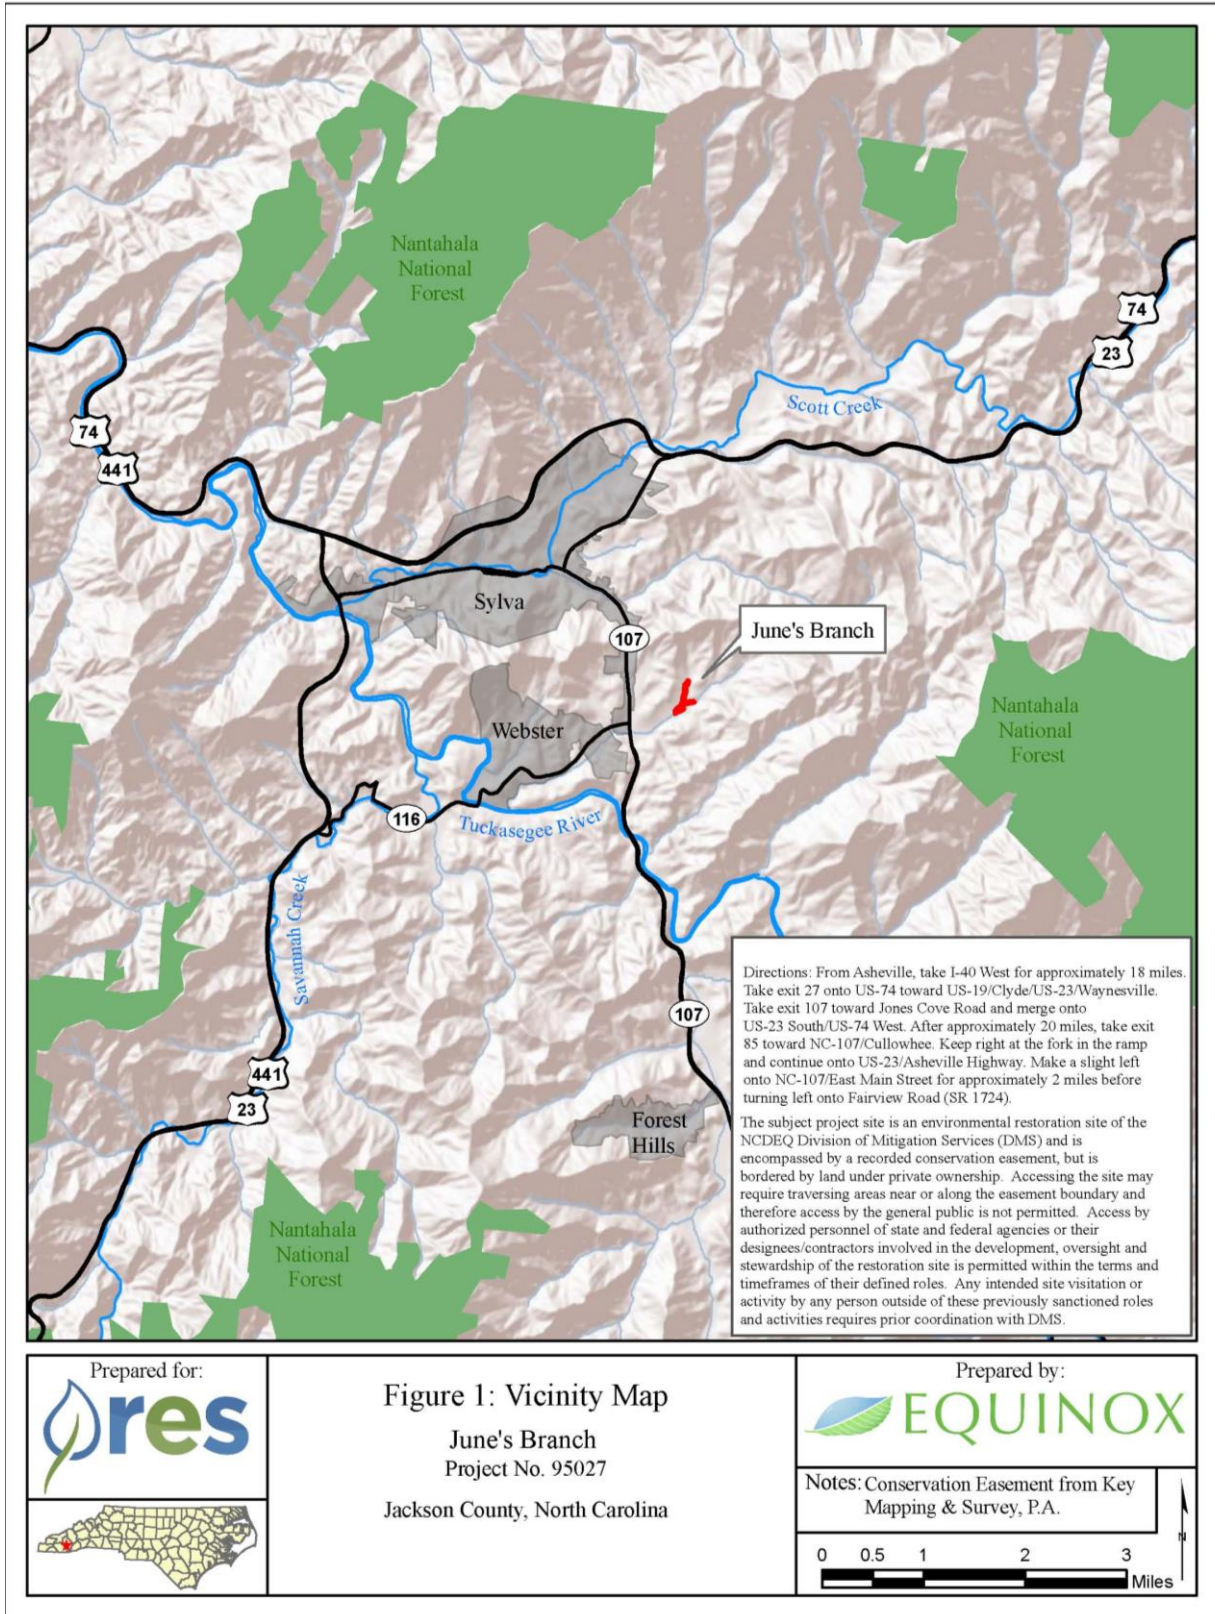 Nantahala
National
Forest
74
23
Scott Creek
74
441
Sylva
107
June's Branch
Nantahala
National
Forest
Webster
116
Tuckasegee River
Savannah Creek
107
441
23
Forest
Hills
Nantahala
National
Forest
Directions: From Asheville, take I-40 West for approximately 18 miles.
Take exit 27 onto US-74 toward US-19/Clyde/US-23/Waynesville.
Take exit 107 toward Jones Cove Road and merge onto
US-23 South/US-74 West. After approximately 20 miles, take exit
85 toward NC-107/Cullowhee. Keep right at the fork in the ramp
and continue onto US-23/Asheville Highway. Make a slight left
onto NC-107/East Main Street for approximately 2 miles before
turning left onto Fairview Road (SR 1724).
The subject project site is an environmental restoration site of the
NCDEQ Division of Mitigation Services (DMS) and is
encompassed by a recorded conservation easement, but is
bordered by land under private ownership. Accessing the site may
require traversing areas near or along the easement boundary and
therefore access by the general public is not permitted. Access by
authorized personnel of state and federal agencies or their
designees/contractors involved in the development, oversight and
stewardship of the restoration site is permitted within the terms and
timeframes of their defined roles. Any intended site visitation or
activity by any person outside of these previously sanctioned roles
and activities requires prior coordination with DMS.
Prepared for:
res
Figure 1: Vicinity Map
June's Branch
Project No. 95027
Jackson County, North Carolina
Prepared by:
EQUINOX
Notes: Conservation Easement from Key
Mapping & Survey, P.A.
N
0 0.5 1 2 3
Miles